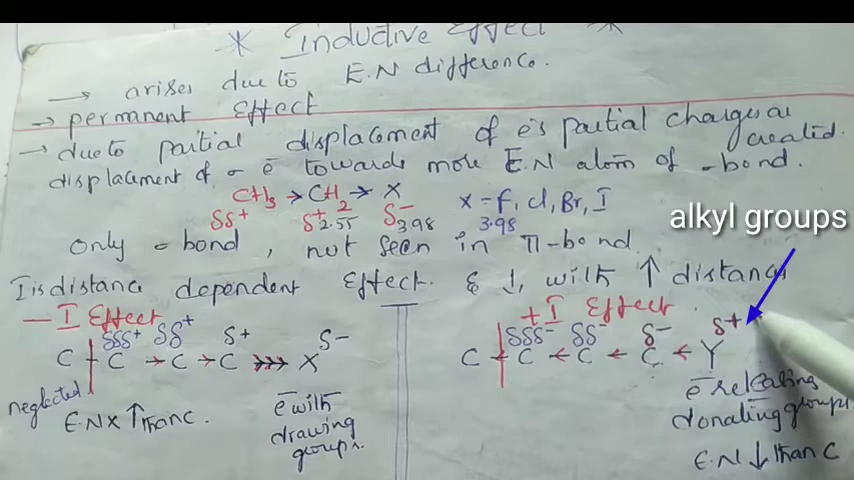 * Inductive Effect *
→ arises due to E.N difference.
→ permanent Effect
→ due to partial displacement of e's partial charges are created.
displacement of σ ē towards more E.N atom of σ-bond.
CH₃ → CH₂ → X
X - F, Cl, Br, I
δδ⁺ δ⁺ 2.55 δ⁻ 3.98 3.98
alkyl groups
Only σ bond, not seen in π-bond
I is distance dependent Effect. & ↓ with ↑ distance
- I Effect
+ I Effect
δδδ⁺ δδ⁺ δ⁺ δ⁻
C + C → C → C >>> X
δδδ⁻ δδ⁻ δ⁻ δ+
C + C ← C ← C ← Y
neglected
E.N X ↑ than C.
ē with
drawing
groups.
ē releasing
donating groups
E.N ↓ than C